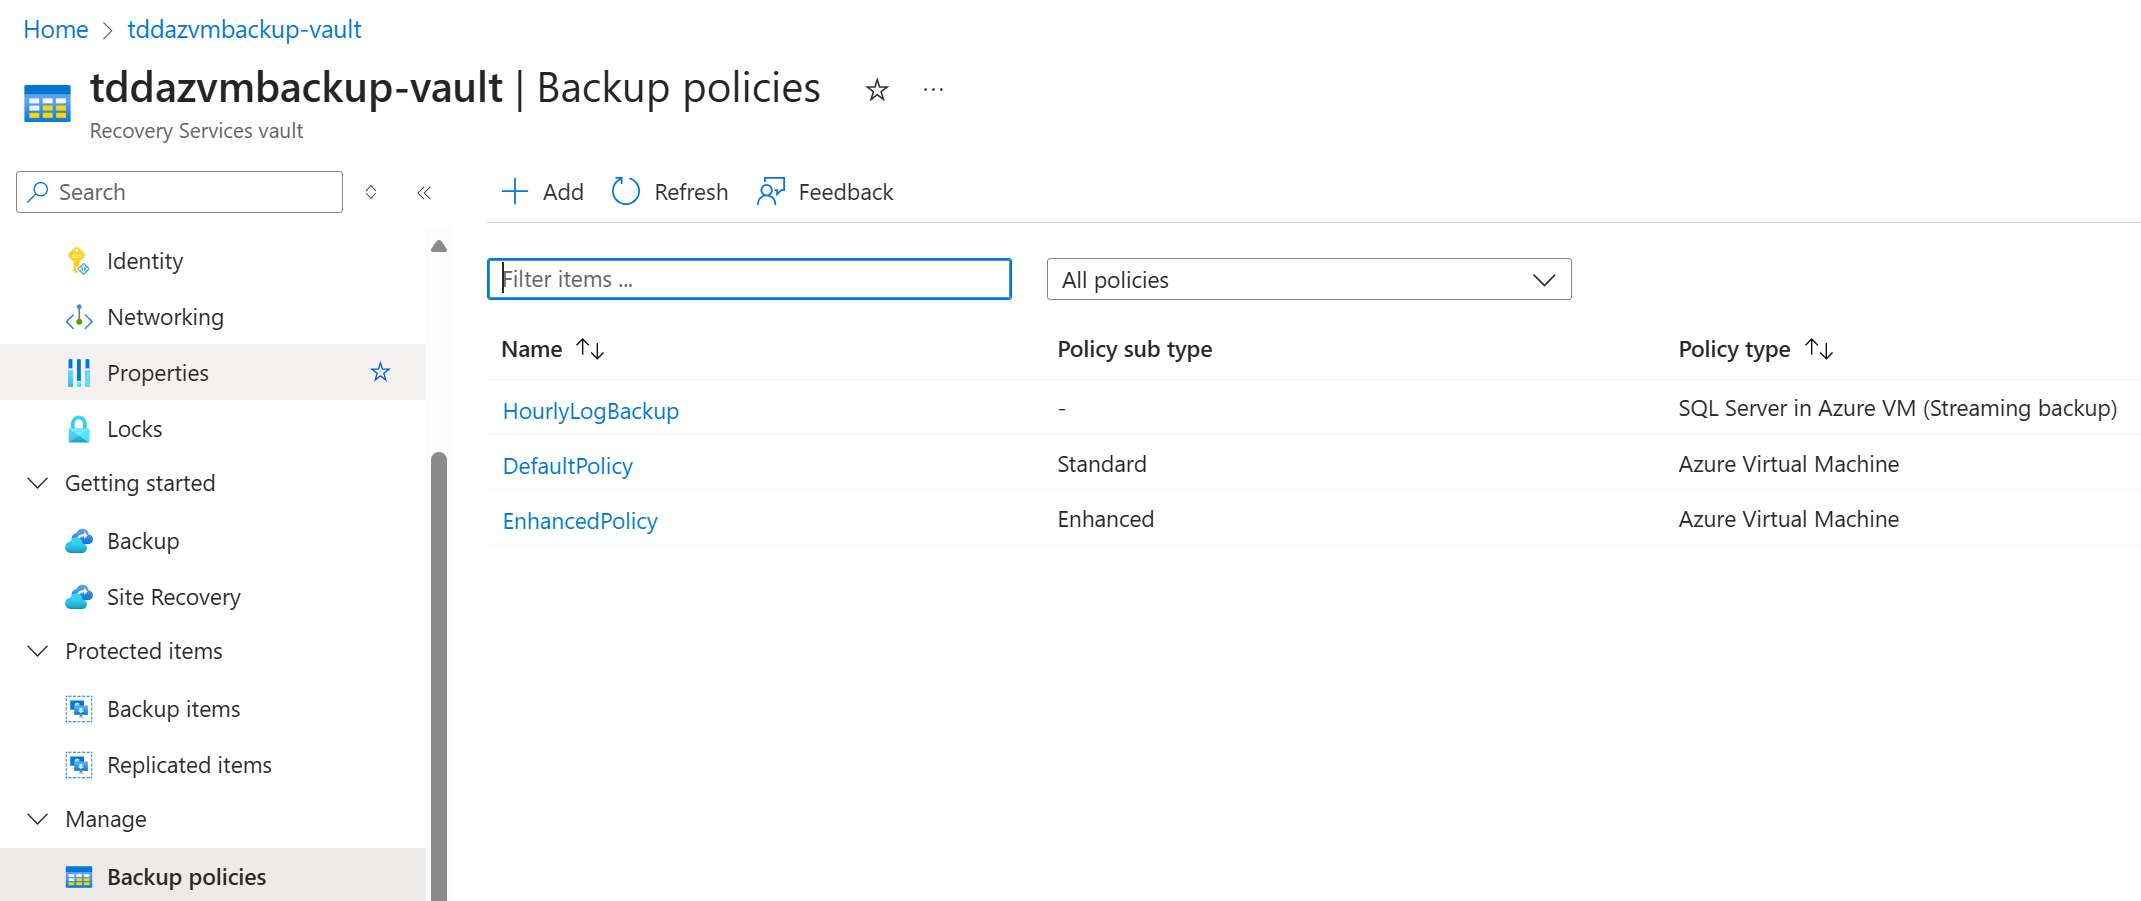 Home > tddazvmbackup-vault
tddazvmbackup-vault | Backup policies
Recovery Services vault
Search
Add Refresh Feedback
Identity
Networking
Properties
Locks
Getting started
Backup
Site Recovery
Protected items
Backup items
Replicated items
Manage
Backup policies
Filter items ... All policies
Name Policy sub type Policy type
HourlyLogBackup - SQL Server in Azure VM (Streaming backup)
DefaultPolicy Standard Azure Virtual Machine
EnhancedPolicy Enhanced Azure Virtual Machine